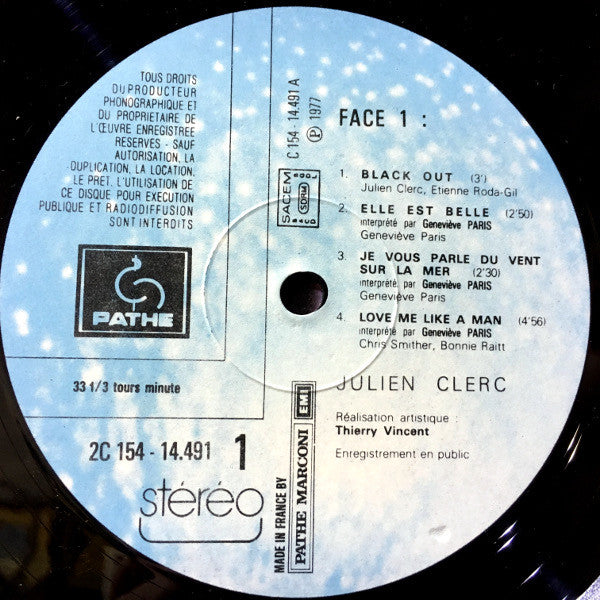 TOUS DROITS
DU PRODUCTEUR
PHONOGRAPHIQUE ET
DU PROPRIETAIRE DE
L'ŒUVRE ENREGISTREE
RESERVES - SAUF
AUTORISATION, LA
DUPLICATION, LA LOCATION,
LE PRET, L'UTILISATION DE
CE DISQUE POUR EXECUTION
PUBLIQUE ET RADIODIFFUSION
SONT INTERDITS
PATHE
33 1/3 tours minute
2C 154 - 14.491 1
stéréo
C 154 - 14.491 A
Ⓟ 1977
SACEM
SDRM
FACE 1 :
1. BLACK OUT (3')
Julien Clerc, Etienne Roda-Gil
2. ELLE EST BELLE (2'50)
interprété par Geneviève PARIS
Geneviève Paris
3. JE VOUS PARLE DU VENT
SUR LA MER (2'30)
interprété par Geneviève PARIS
Geneviève Paris
4. LOVE ME LIKE A MAN (4'56)
interprété par Geneviève PARIS
Chris Smither, Bonnie Raitt
JULIEN CLERC
Réalisation artistique :
Thierry Vincent
Enregistrement en public
MADE IN FRANCE BY
PATHE MARCONI EMI